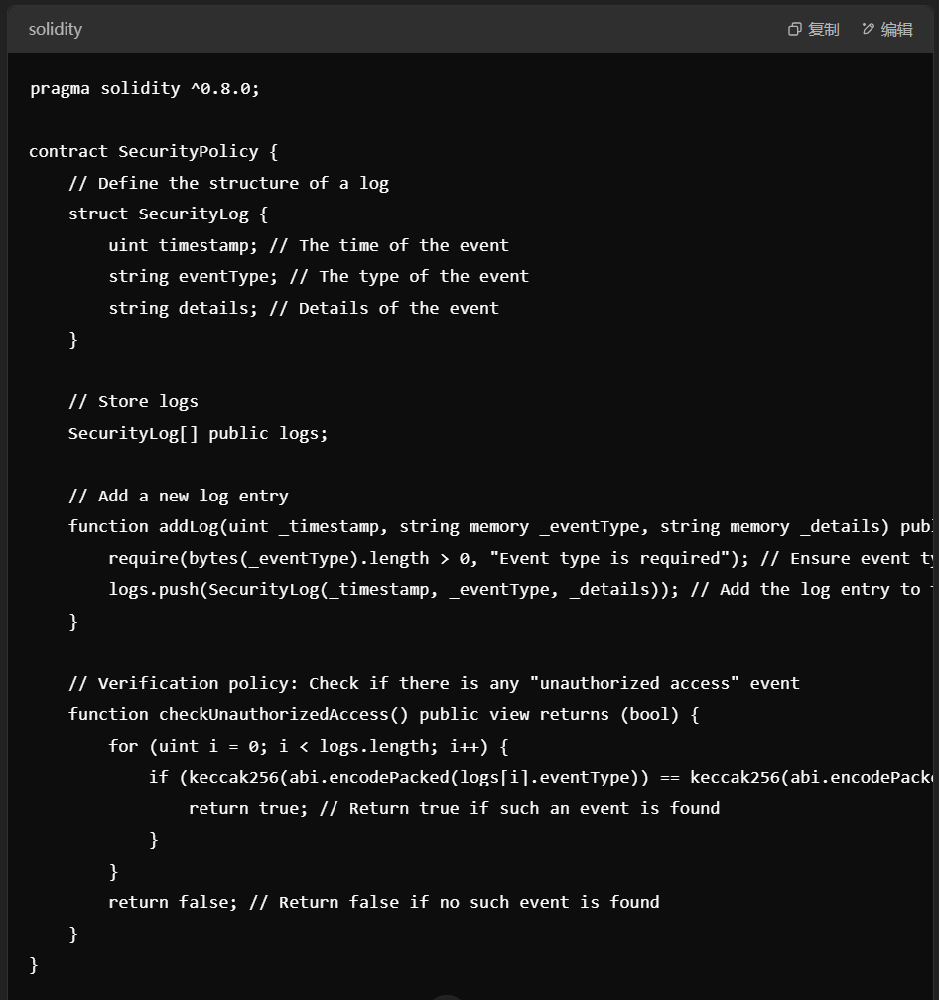 solidity
复制
编辑
pragma solidity ^0.8.0;
contract SecurityPolicy {
// Define the structure of a log
struct SecurityLog {
uint timestamp; // The time of the event
string eventType; // The type of the event
string details; // Details of the event
}
// Store logs
SecurityLog[] public logs;
// Add a new log entry
function addLog(uint _timestamp, string memory _eventType, string memory _details)
require(bytes(_eventType).length > 0, "Event type is required"); // Ensure event
logs.push(SecurityLog(_timestamp, _eventType, _details)); // Add the log entry to
}
// Verification policy: Check if there is any "unauthorized access" event
function checkUnauthorizedAccess() public view returns (bool) {
for (uint i = 0; i < logs.length; i++) {
if (keccak256(abi.encodePacked(logs[i].eventType)) == keccak256(
return true; // Return true if such an event is found
}
}
return false; // Return false if no such event is found
}
}